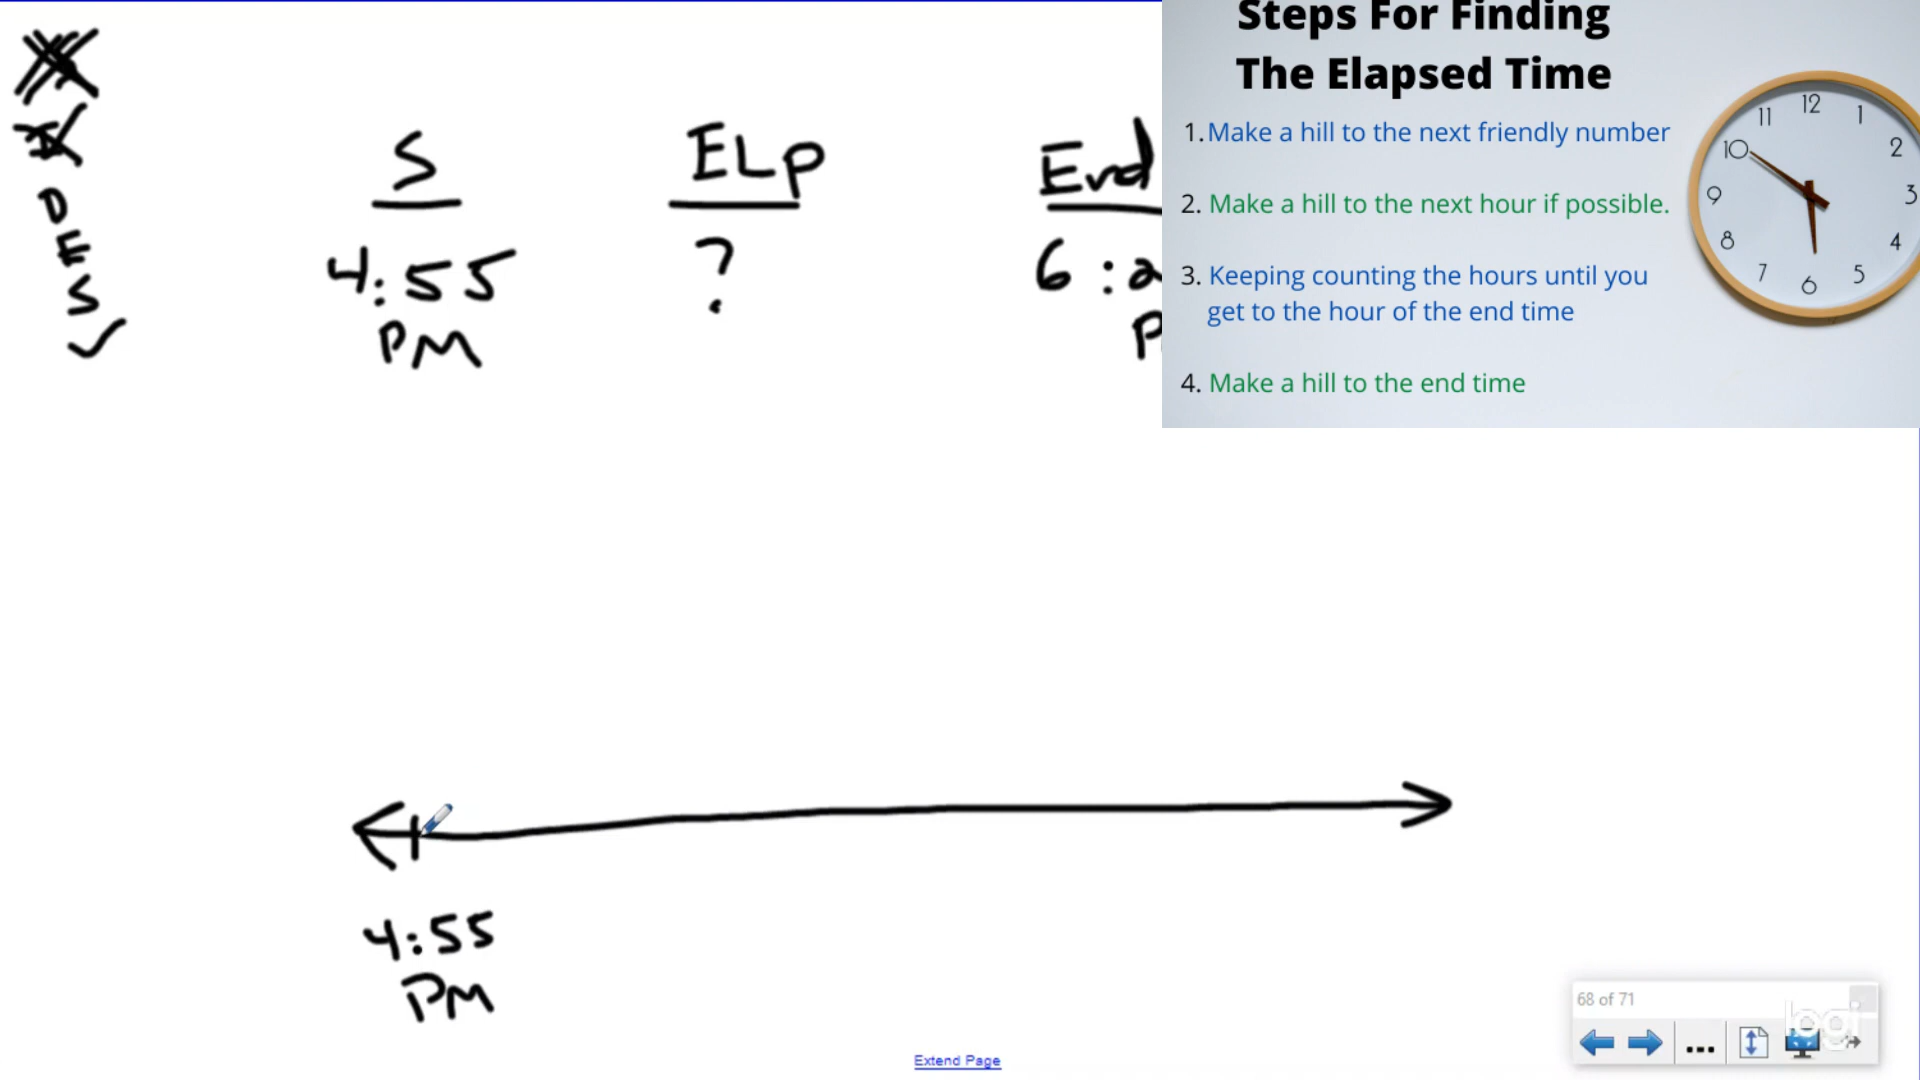 S
ELP
End
4:55
?
6:2
PM
P
D
E
S
Steps For Finding
The Elapsed Time
1. Make a hill to the next friendly number
2. Make a hill to the next hour if possible.
3. Keeping counting the hours until you
get to the hour of the end time
4. Make a hill to the end time
12
1
2
3
4
5
6
7
8
9
10
11
4:55
PM
68 of 71
logi
Extend Page